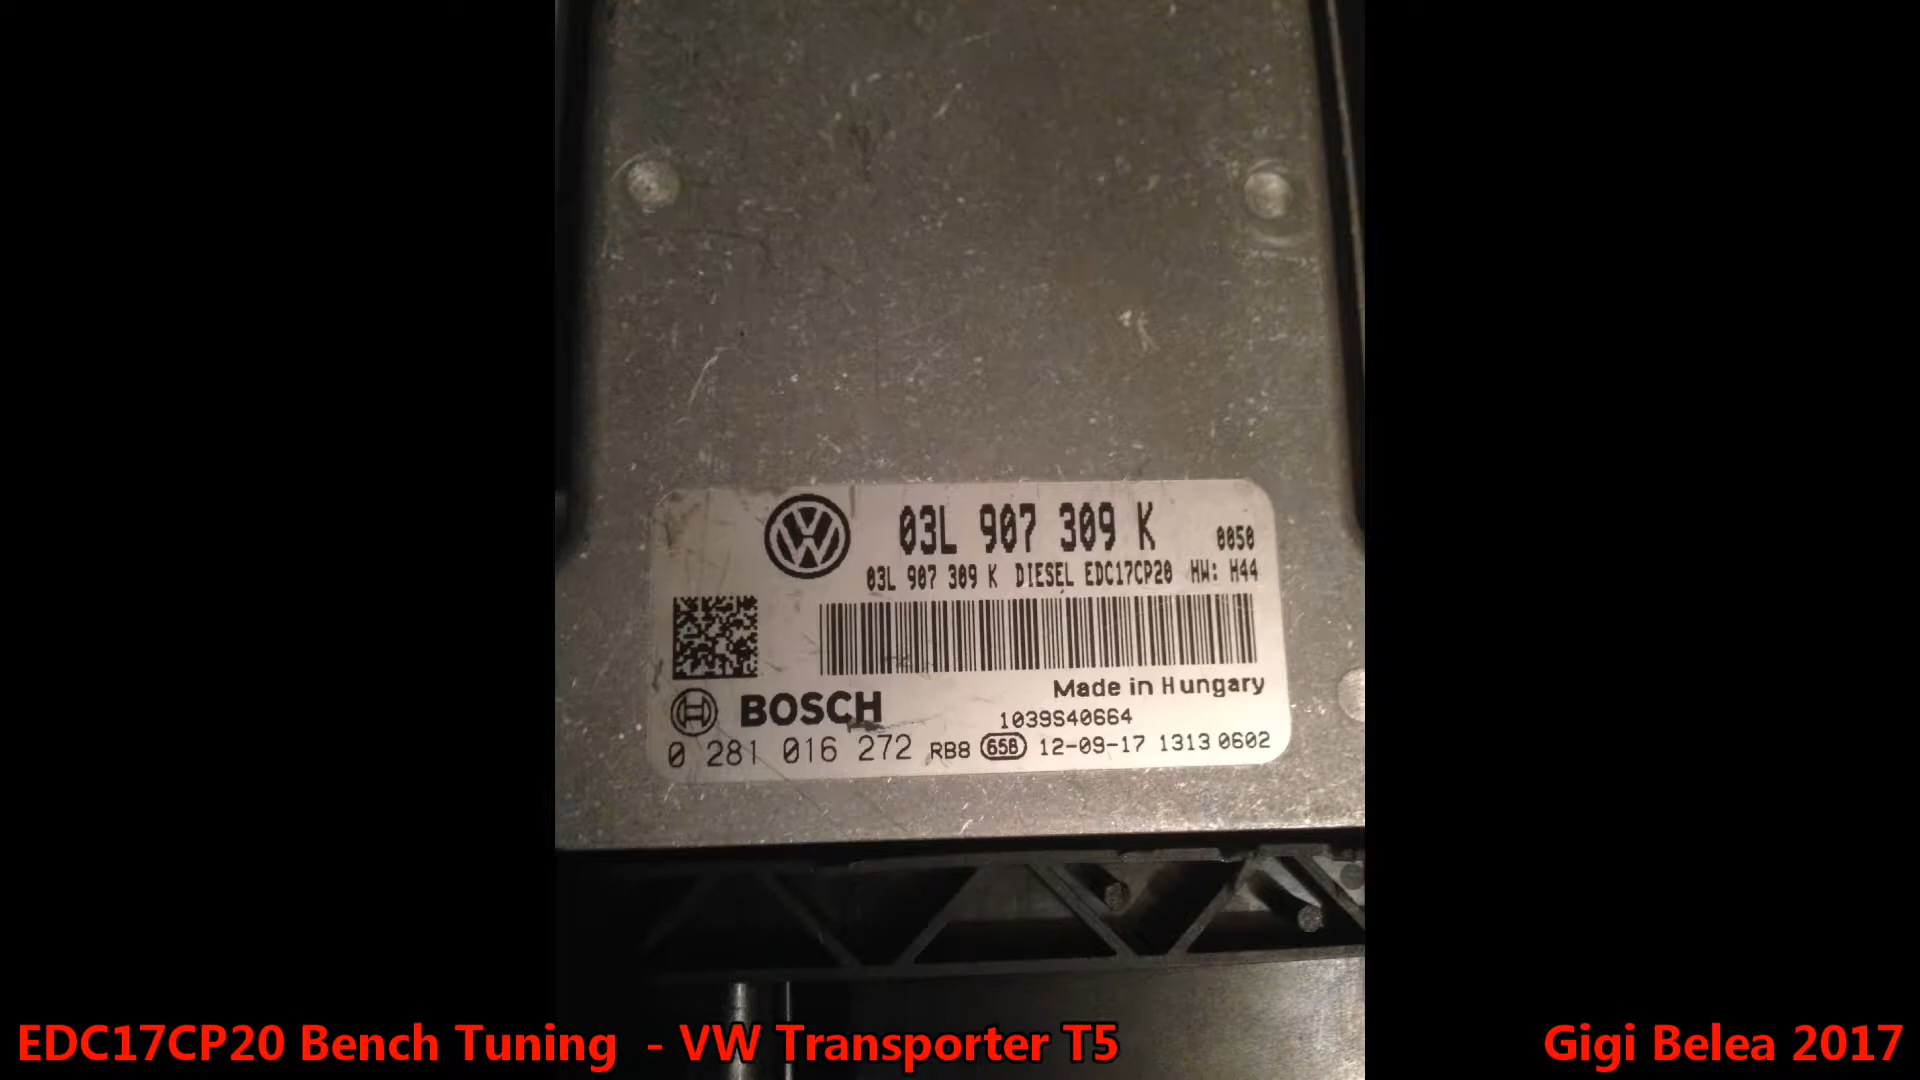 03L 907 309 K 0050
03L 907 309 K DIESEL EDC17CP20 HW: H44
Made in Hungary
BOSCH
1039S40664
0 281 016 272 RB8 65B 12-09-17 1313 0602
EDC17CP20 Bench Tuning - VW Transporter T5
Gigi Belea 2017